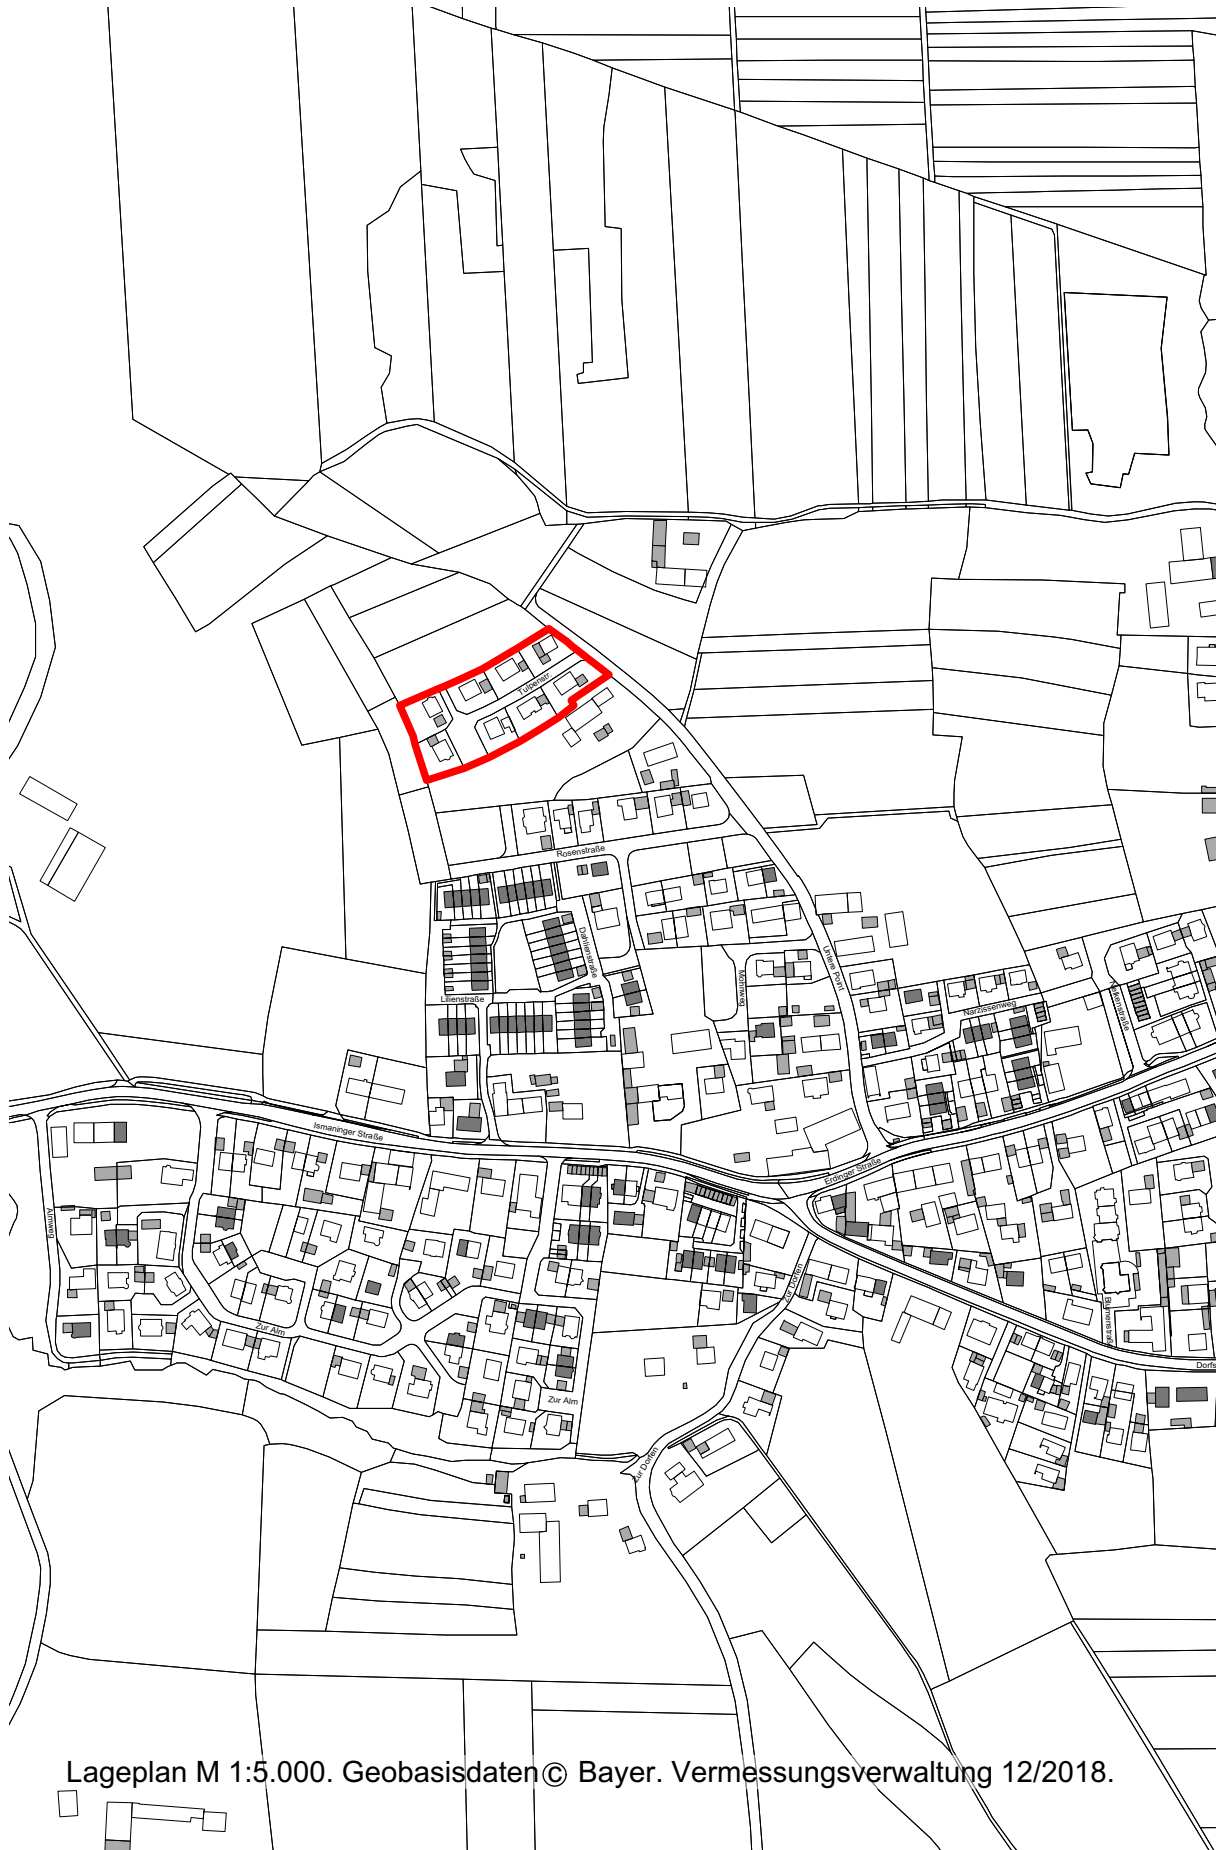 Tulpenstr.
Rosenstraße
Dahlienstraße
Untere Point
Mohnweg
Lilienstraße
Narzissenweg
Nelkenstraße
Ismaninger Straße
Erdinger Straße
Almweg
Zur Dorfen
Blumenstraße
Zur Alm
Dorfs
Zur Alm
Zur Dorfen
Lageplan M 1:5.000. Geobasisdaten © Bayer. Vermessungsverwaltung 12/2018.